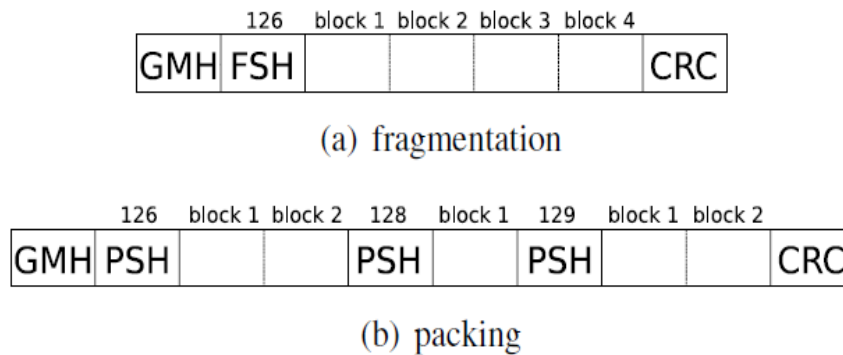 126 block 1 block 2 block 3 block 4
GMH FSH CRC
(a) fragmentation
126 block 1 block 2 128 block 1 129 block 1 block 2
GMH PSH PSH PSH CRC
(b) packing